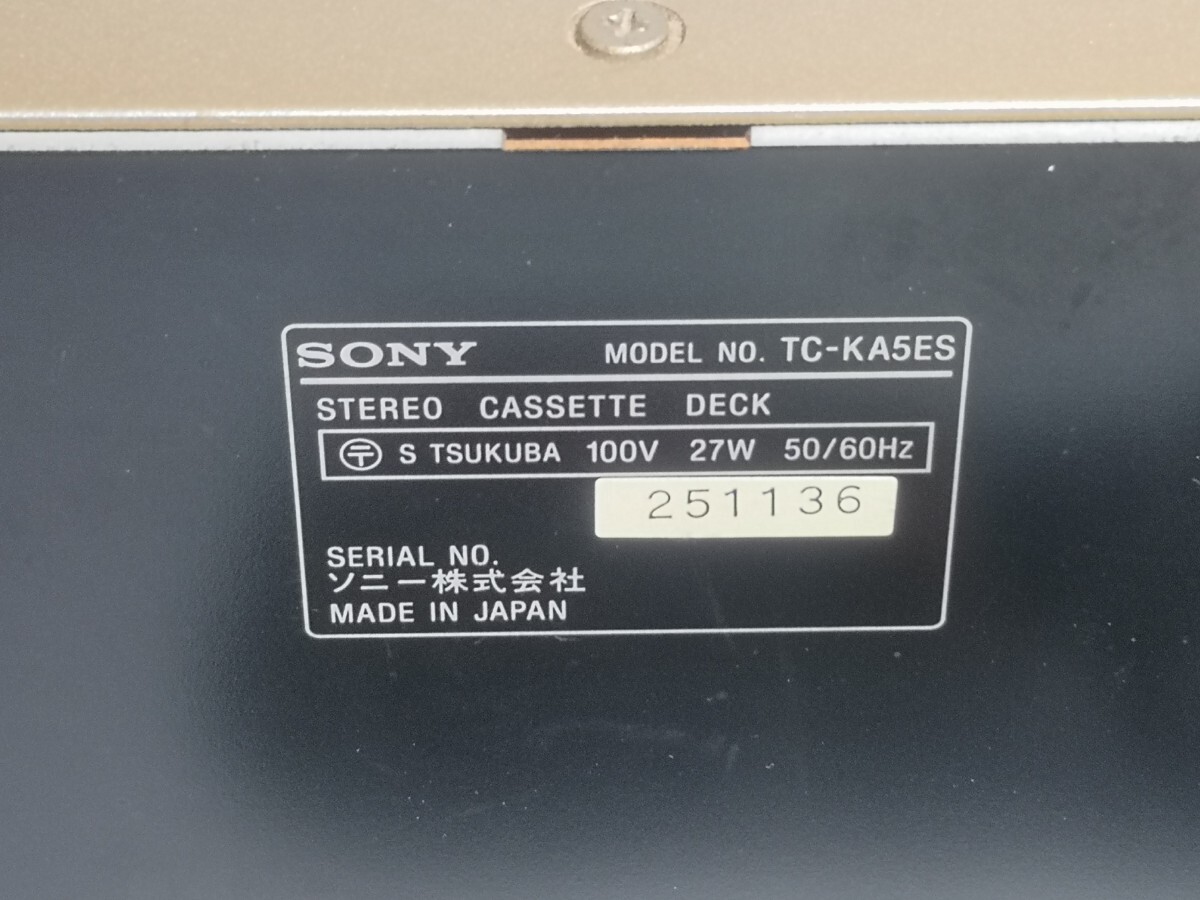 SONY MODEL NO. TC-KA5ES
STEREO CASSETTE DECK
〶 S TSUKUBA 100V 27W 50/60Hz
251136
SERIAL NO.
ソニー株式会社
MADE IN JAPAN